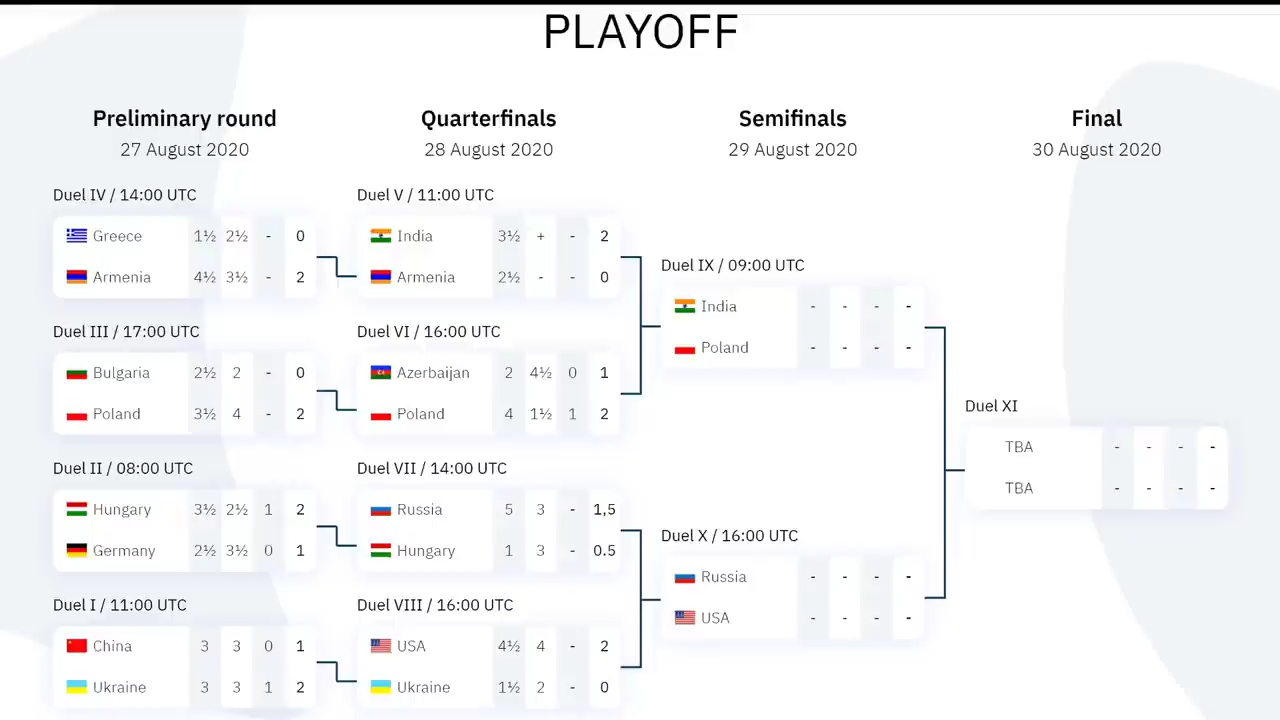 PLAYOFF
Preliminary round
27 August 2020
Duel IV / 14:00 UTC
Greece 1½ 2½ - 0
Armenia 4½ 3½ - 2
Duel III / 17:00 UTC
Bulgaria 2½ 2 - 0
Poland 3½ 4 - 2
Duel II / 08:00 UTC
Hungary 3½ 2½ 1 2
Germany 2½ 3½ 0 1
Duel I / 11:00 UTC
China 3 3 0 1
Ukraine 3 3 1 2
Quarterfinals
28 August 2020
Duel V / 11:00 UTC
India 3½ + - 2
Armenia 2½ - - 0
Duel VI / 16:00 UTC
Azerbaijan 2 4½ 0 1
Poland 4 1½ 1 2
Duel VII / 14:00 UTC
Russia 5 3 - 1,5
Hungary 1 3 - 0.5
Duel VIII / 16:00 UTC
USA 4½ 4 - 2
Ukraine 1½ 2 - 0
Semifinals
29 August 2020
Duel IX / 09:00 UTC
India - - - -
Poland - - - -
Duel X / 16:00 UTC
Russia - - - -
USA - - - -
Final
30 August 2020
Duel XI
TBA - - - -
TBA - - - -